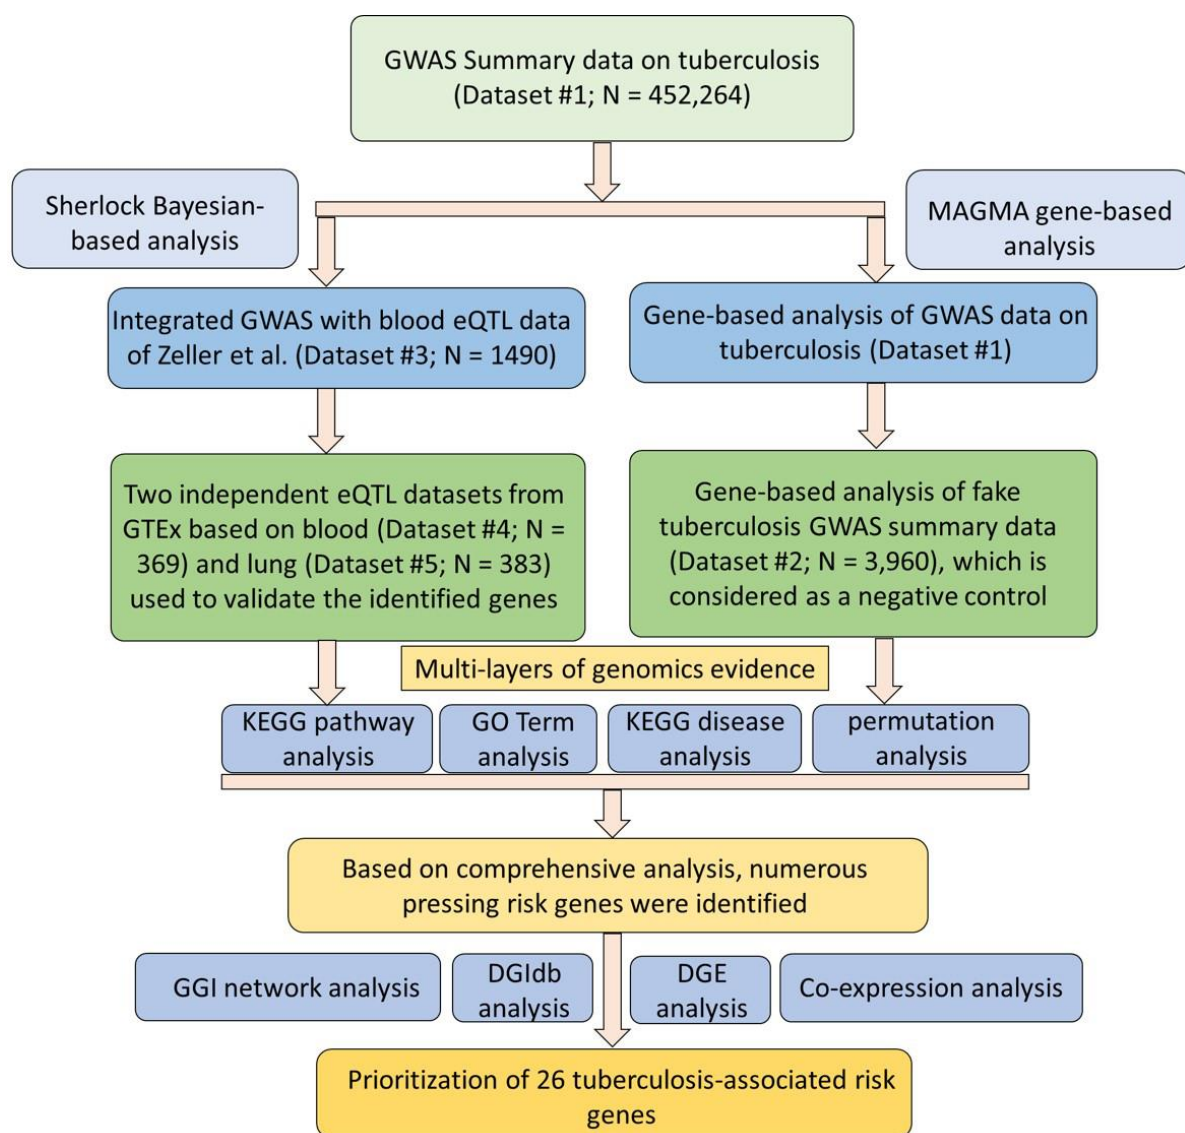 GWAS Summary data on tuberculosis
(Dataset #1; N = 452,264)
Sherlock Bayesian-
based analysis
MAGMA gene-based
analysis
Integrated GWAS with blood eQTL data
of Zeller et al. (Dataset #3; N = 1490)
Gene-based analysis of GWAS data on
tuberculosis (Dataset #1)
Two independent eQTL datasets from
GTEx based on blood (Dataset #4; N =
369) and lung (Dataset #5; N = 383)
used to validate the identified genes
Gene-based analysis of fake
tuberculosis GWAS summary data
(Dataset #2; N = 3,960), which is
considered as a negative control
Multi-layers of genomics evidence
KEGG pathway
analysis
GO Term
analysis
KEGG disease
analysis
permutation
analysis
Based on comprehensive analysis, numerous
pressing risk genes were identified
GGI network analysis
DGIdb
analysis
DGE
analysis
Co-expression analysis
Prioritization of 26 tuberculosis-associated risk
genes